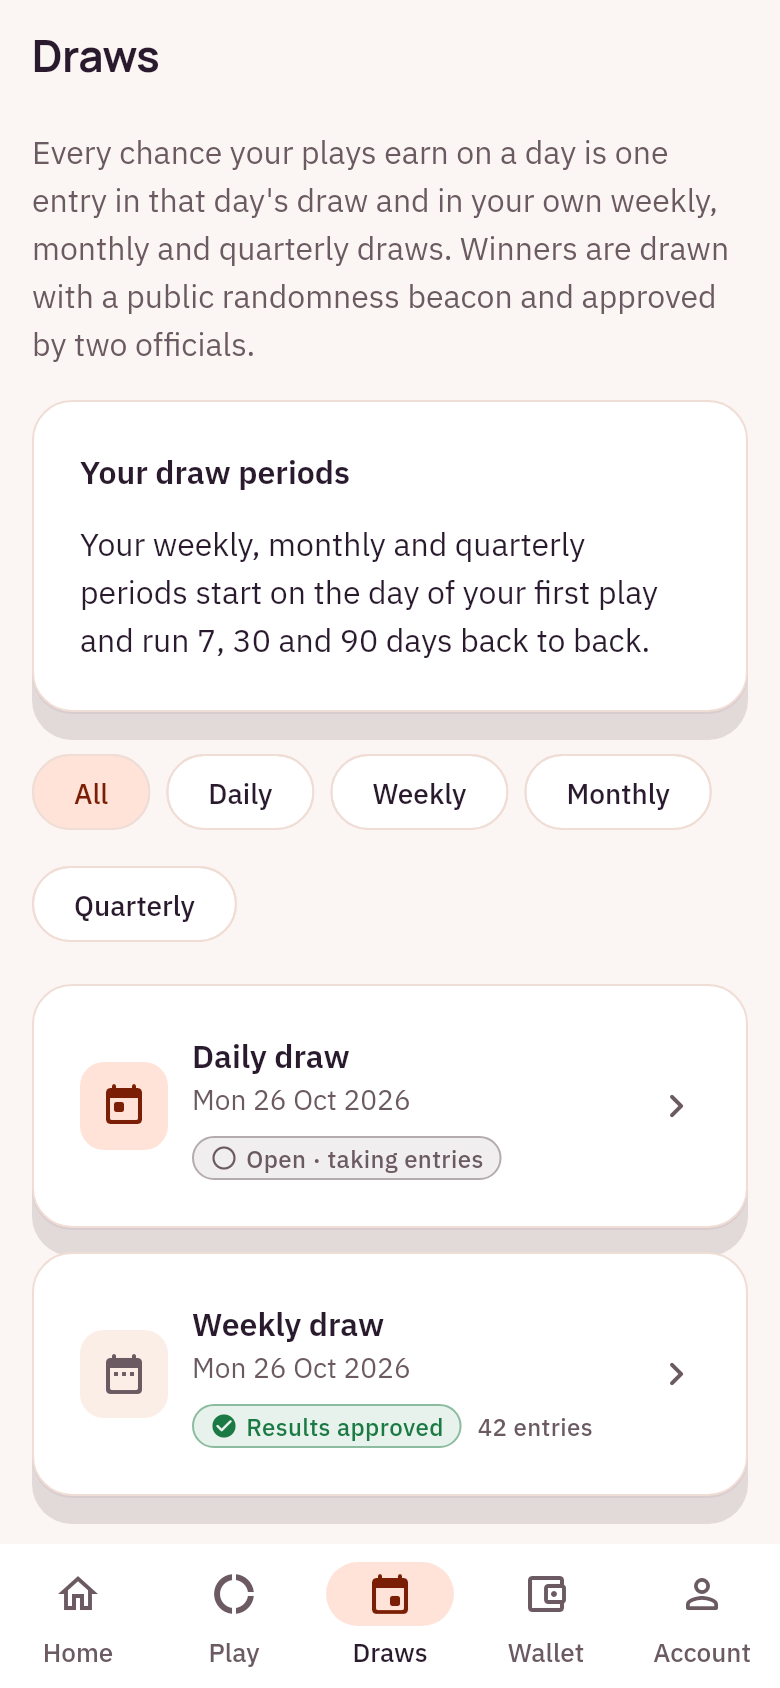 Draws
Every chance your plays earn on a day is one
entry in that day's draw and in your own weekly,
monthly and quarterly draws. Winners are drawn
with a public randomness beacon and approved
by two officials.
Your draw periods
Your weekly, monthly and quarterly
periods start on the day of your first play
and run 7, 30 and 90 days back to back.
All Daily Weekly Monthly
Quarterly
Daily draw
Mon 26 Oct 2026
Open · taking entries
Weekly draw
Mon 26 Oct 2026
Results approved 42 entries
Home Play Draws Wallet Account